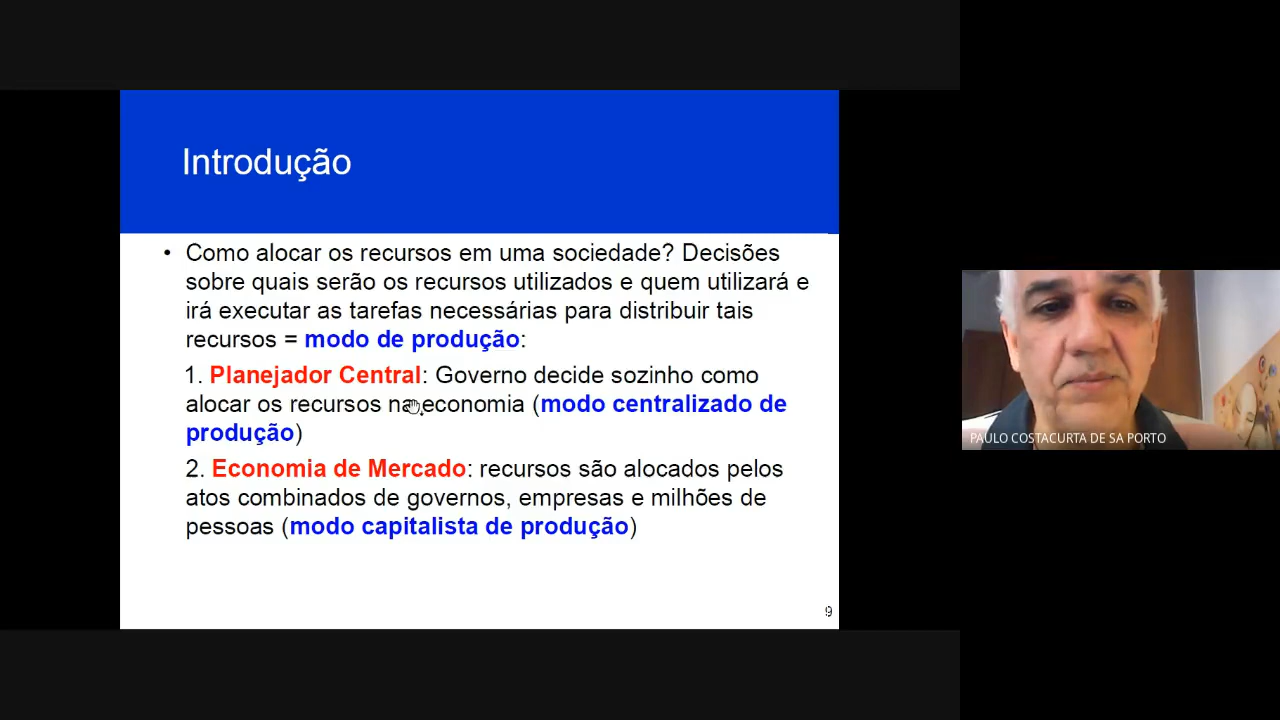 Introdução
• Como alocar os recursos em uma sociedade? Decisões
sobre quais serão os recursos utilizados e quem utilizará e
irá executar as tarefas necessárias para distribuir tais
recursos = modo de produção:
1. Planejador Central: Governo decide sozinho como
alocar os recursos na economia (modo centralizado de
produção)
2. Economia de Mercado: recursos são alocados pelos
atos combinados de governos, empresas e milhões de
pessoas (modo capitalista de produção)
9
PAULO COSTACURTA DE SA PORTO